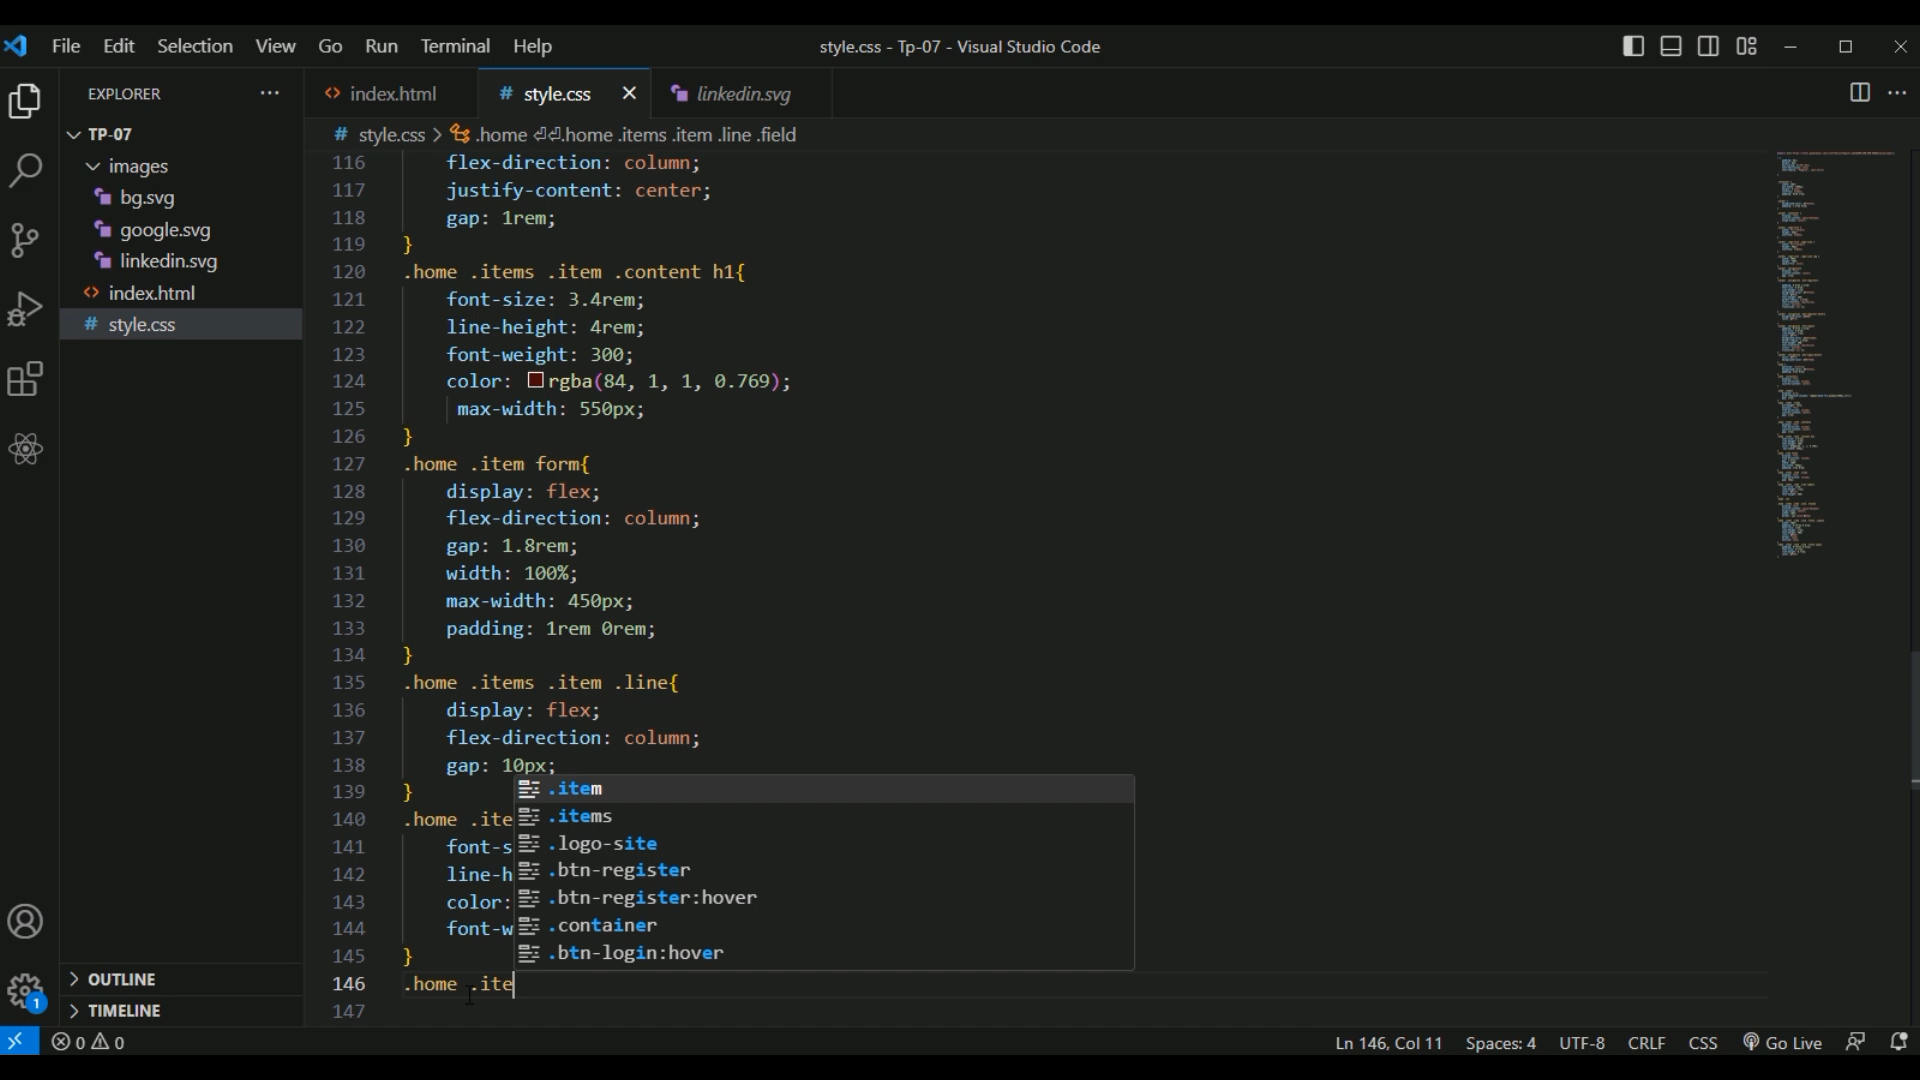 File Edit Selection View Go Run Terminal Help
style.css - Tp-07 - Visual Studio Code
EXPLORER
TP-07
images
bg.svg
google.svg
linkedin.svg
index.html
# style.css
OUTLINE
TIMELINE
index.html
# style.css
linkedin.svg
# style.css > .home ⏎⏎.home .items .item .line .field
116 flex-direction: column;
117 justify-content: center;
118 gap: 1rem;
119 }
120 .home .items .item .content h1{
121 font-size: 3.4rem;
122 line-height: 4rem;
123 font-weight: 300;
124 color: rgba(84, 1, 1, 0.769);
125 max-width: 550px;
126 }
127 .home .item form{
128 display: flex;
129 flex-direction: column;
130 gap: 1.8rem;
131 width: 100%;
132 max-width: 450px;
133 padding: 1rem 0rem;
134 }
135 .home .items .item .line{
136 display: flex;
137 flex-direction: column;
138 gap: 10px;
139 }
140 .home .ite
141 font-s
142 line-h
143 color:
144 font-w
145 }
146 .home .ite
147
.item
.items
.logo-site
.btn-register
.btn-register:hover
.container
.btn-login:hover
1
0 0
Ln 146, Col 11 Spaces: 4 UTF-8 CRLF CSS Go Live